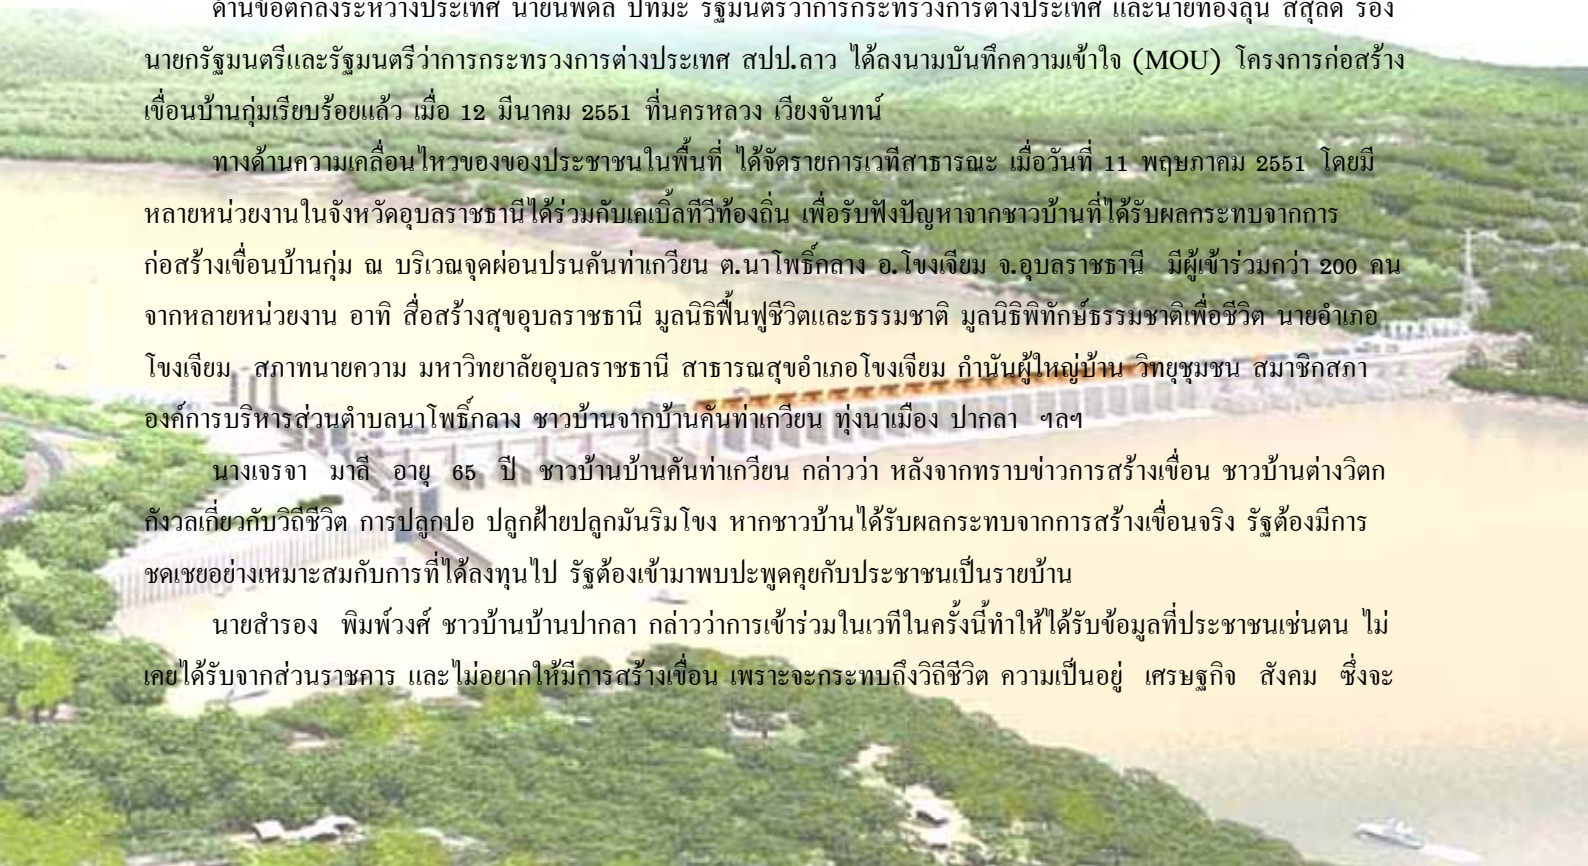 ด้านข้อตกลงระหว่างประเทศ นายนพดล ปัทมะ รัฐมนตรีว่าการกระทรวงการต่างประเทศ และนายทองลุน สีสุลิด รอง
นายกรัฐมนตรีและรัฐมนตรีว่าการกระทรวงการต่างประเทศ สปป.ลาว ได้ลงนามบันทึกความเข้าใจ (MOU) โครงการก่อสร้าง
เขื่อนบ้านกุ่มเรียบร้อยแล้ว เมื่อ 12 มีนาคม 2551 ที่นครหลวง เวียงจันทน์
ทางด้านความเคลื่อนไหวของของประชาชนในพื้นที่ ได้จัดรายการเวทีสาธารณะ เมื่อวันที่ 11 พฤษภาคม 2551 โดยมี
หลายหน่วยงานในจังหวัดอุบลราชธานีได้ร่วมกับเคเบิ้ลทีวีท้องถิ่น เพื่อรับฟังปัญหาจากชาวบ้านที่ได้รับผลกระทบจากการ
ก่อสร้างเขื่อนบ้านกุ่ม ณ บริเวณจุดผ่อนปรนคันท่าเกวียน ต.นาโพธิ์กลาง อ.โขงเจียม จ.อุบลราชธานี มีผู้เข้าร่วมกว่า 200 คน
จากหลายหน่วยงาน อาทิ สื่อสร้างสุขอุบลราชธานี มูลนิธิฟื้นฟูชีวิตและธรรมชาติ มูลนิธิพิทักษ์ธรรมชาติเพื่อชีวิต นายอำเภอ
โขงเจียม สภาทนายความ มหาวิทยาลัยอุบลราชธานี สาธารณสุขอำเภอโขงเจียม กำนันผู้ใหญ่บ้าน วิทยุชุมชน สมาชิกสภา
องค์การบริหารส่วนตำบลนาโพธิ์กลาง ชาวบ้านจากบ้านคันท่าเกวียน ทุ่งนาเมือง ปากลา ฯลฯ
นางเจรจา มาลี อายุ 65 ปี ชาวบ้านบ้านคันท่าเกวียน กล่าวว่า หลังจากทราบข่าวการสร้างเขื่อน ชาวบ้านต่างวิตก
กังวลเกี่ยวกับวิถีชีวิต การปลูกปอ ปลูกฝ้ายปลูกมันริมโขง หากชาวบ้านได้รับผลกระทบจากการสร้างเขื่อนจริง รัฐต้องมีการ
ชดเชยอย่างเหมาะสมกับการที่ได้ลงทุนไป รัฐต้องเข้ามาพบปะพูดคุยกับประชาชนเป็นรายบ้าน
นายสำรอง พิมพ์วงศ์ ชาวบ้านบ้านปากลา กล่าวว่าการเข้าร่วมในเวทีในครั้งนี้ทำให้ได้รับข้อมูลที่ประชาชนเช่นตน ไม่
เคยได้รับจากส่วนราชการ และไม่อยากให้มีการสร้างเขื่อน เพราะจะกระทบถึงวิถีชีวิต ความเป็นอยู่ เศรษฐกิจ สังคม ซึ่งจะ